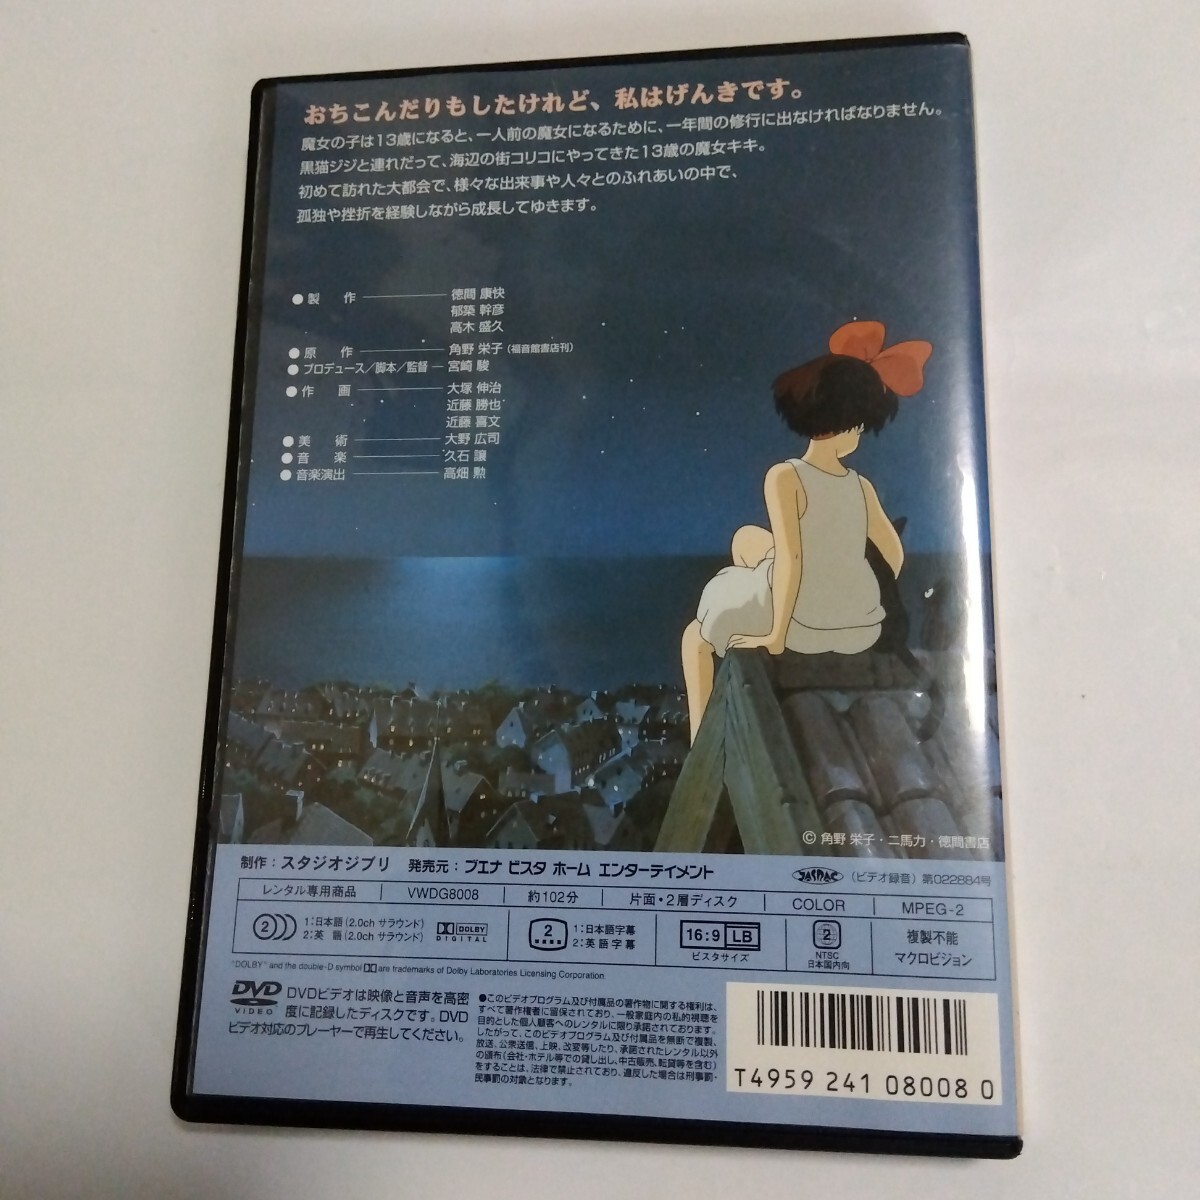 おちこんだりもしたけれど、私はげんきです。
魔女の子は13歳になると、一人前の魔女になるために、一年間の修行に出なければなりません。
黒猫ジジと連れだって、海辺の街コリコにやってきた13歳の魔女キキ。
初めて訪れた大都会で、様々な出来事や人々とのふれあいの中で、
孤独や挫折を経験しながら成長してゆきます。
●製　作 ― 徳間 康快
都築 幹彦
高木 盛久
●原　作 ― 角野 栄子（福音館書店刊）
●プロデュース／脚本／監督 ― 宮崎 駿
●作　画 ― 大塚 伸治
近藤 勝也
近藤 喜文
●美　術 ― 大野 広司
●音　楽 ― 久石 譲
●音楽演出 ― 高畑 勲
© 角野 栄子・二馬力・徳間書店
制作：スタジオジブリ　発売元：ブエナ ビスタ ホーム エンターテイメント
JASRAC （ビデオ録音）第022884号
レンタル専用商品　VWDG8008　約102分　片面・2層ディスク　COLOR　MPEG-2
2　1：日本語（2.0ch サラウンド）
2：英　語（2.0ch サラウンド）
DOLBY DIGITAL
2　1：日本語字幕
2：英語字幕
16:9 LB
ビスタサイズ
2
NTSC
日本国内向
複製不能
マクロビジョン
"DOLBY" and the double-D symbol are trademarks of Dolby Laboratories Licensing Corporation
DVD VIDEO
DVDビデオは映像と音声を高密
度に記録したディスクです。DVD
ビデオ対応のプレーヤーで再生してください。
●このビデオプログラム及び付属品の著作物に関する権利は、
すべて著作権者に留保されており、一般家庭内の私的視聴を
目的とした個人顧客へのレンタルに限り承諾されております。
したがって、このビデオプログラム及び付属品を無断で複製、
放送、公衆送信、上映、改変等したり、承諾されたレンタル以外
の頒布（会社・ホテル等での貸し出し、中古販売、転貸等を含む）
をすることは、法律で禁止されており、違反した場合は刑事罰・
民事罰の対象となります。
T4959 241 08008 0